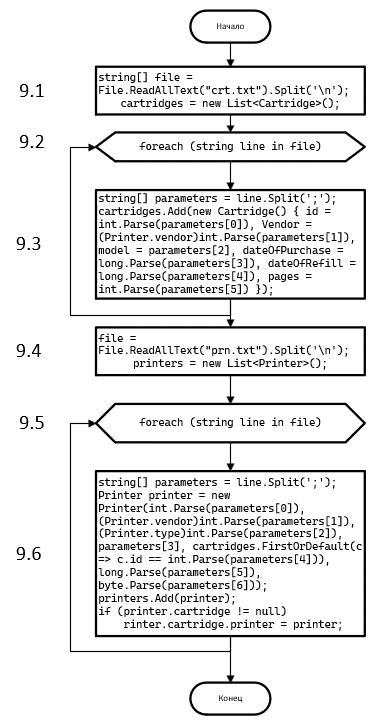 Начало
9.1
string[] file =
File.ReadAllText("crt.txt").Split('\n');
cartridges = new List<Cartridge>();
9.2
foreach (string line in file)
9.3
string[] parameters = line.Split(';');
cartridges.Add(new Cartridge() { id =
int.Parse(parameters[0]), Vendor =
(Printer.vendor)int.Parse(parameters[1]),
model = parameters[2], dateOfPurchase =
long.Parse(parameters[3]), dateOfRefill =
long.Parse(parameters[4]), pages =
int.Parse(parameters[5]) });
9.4
file =
File.ReadAllText("prn.txt").Split('\n');
printers = new List<Printer>();
9.5
foreach (string line in file)
9.6
string[] parameters = line.Split(';');
Printer printer = new
Printer(int.Parse(parameters[0]),
(Printer.vendor)int.Parse(parameters[1]),
(Printer.type)int.Parse(parameters[2]),
parameters[3], cartridges.FirstOrDefault(c
=> c.id == int.Parse(parameters[4])),
long.Parse(parameters[5]),
byte.Parse(parameters[6]));
printers.Add(printer);
if (printer.cartridge != null)
rinter.cartridge.printer = printer;
Конец